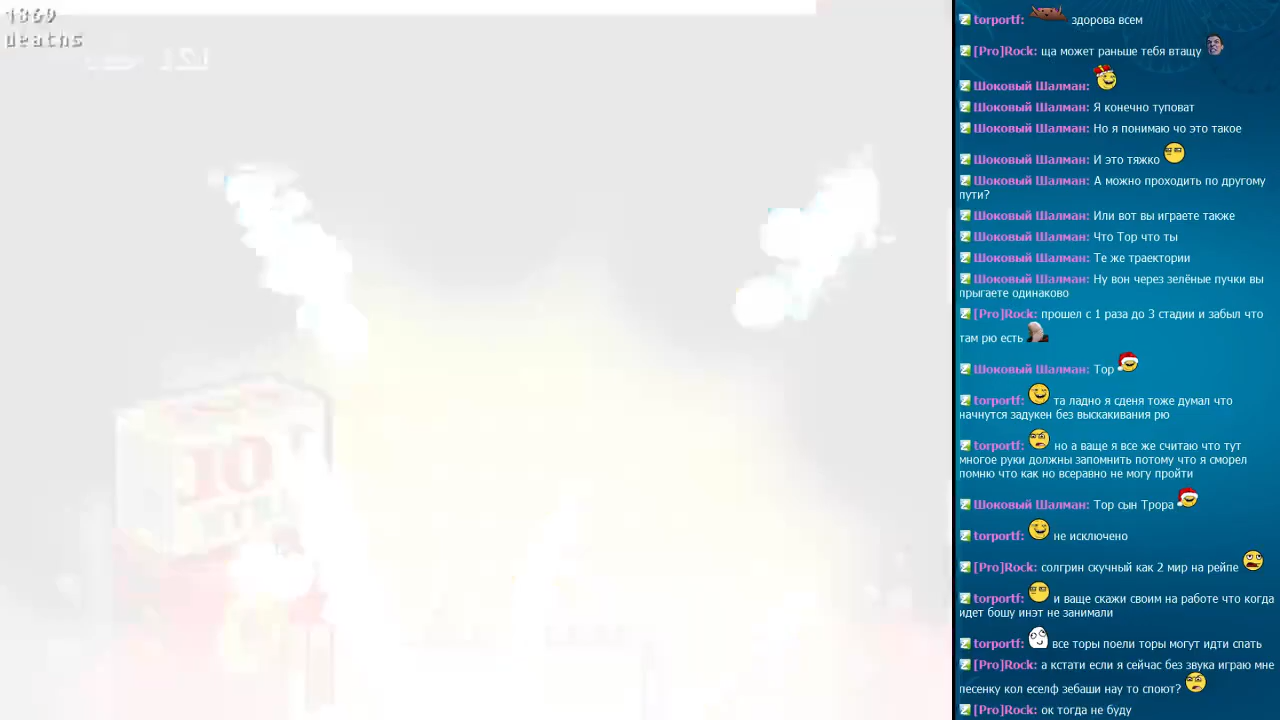 1869
deaths
10
torportf: здорова всем
[Pro]Rock: ща может раньше тебя втащу
Шоковый Шалман:
Шоковый Шалман: Я конечно туповат
Шоковый Шалман: Но я понимаю чо это такое
Шоковый Шалман: И это тяжко
Шоковый Шалман: А можно проходить по другому
пути?
Шоковый Шалман: Или вот вы играете также
Шоковый Шалман: Что Тор что ты
Шоковый Шалман: Те же траектории
Шоковый Шалман: Ну вон через зелёные пучки вы
прыгаете одинаково
[Pro]Rock: прошел с 1 раза до 3 стадии и забыл что
там рю есть
Шоковый Шалман: Тор
torportf: та ладно я сденя тоже думал что
начнутся задукен без выскакивания рю
torportf: но а ваще я все же считаю что тут
многое руки должны запомнить потому что я сморел
помню что как но всеравно не могу пройти
Шоковый Шалман: Тор сын Трора
torportf: не исключено
[Pro]Rock: солгрин скучный как 2 мир на рейпе
torportf: и ваще скажи своим на работе что когда
идет бошу инэт не занимали
torportf: все торы поели торы могут идти спать
[Pro]Rock: а кстати если я сейчас без звука играю мне
песенку кол еселф зебаши нау то споют?
[Pro]Rock: ок тогда не буду